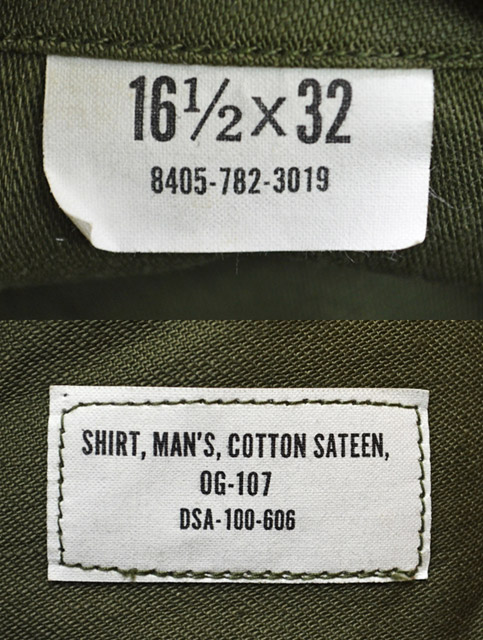 16½×32
8405-782-3019
SHIRT, MAN'S, COTTON SATEEN,
OG-107
DSA-100-606